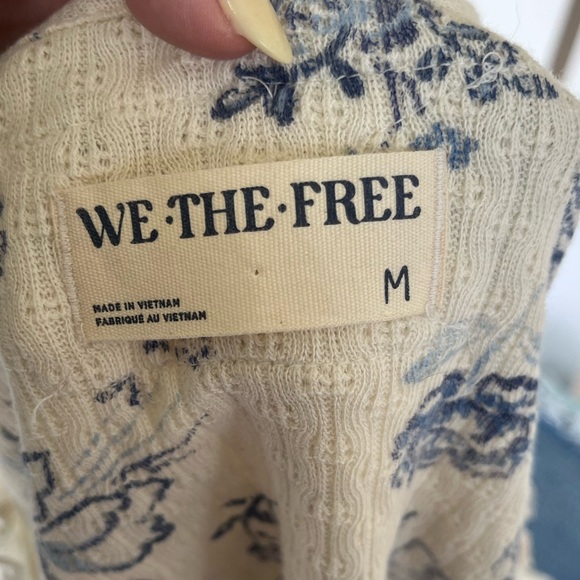 WE·THE·FREE
M
MADE IN VIETNAM
FABRIQUÉ AU VIETNAM